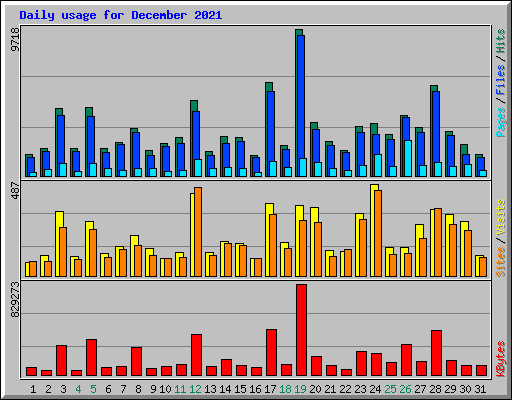 Daily usage for December 2021
9718
Pages / Files / Hits
487
Sites / Visits
829273
KBytes
1 2 3 4 5 6 7 8 9 10 11 12 13 14 15 16 17 18 19 20 21 22 23 24 25 26 27 28 29 30 31